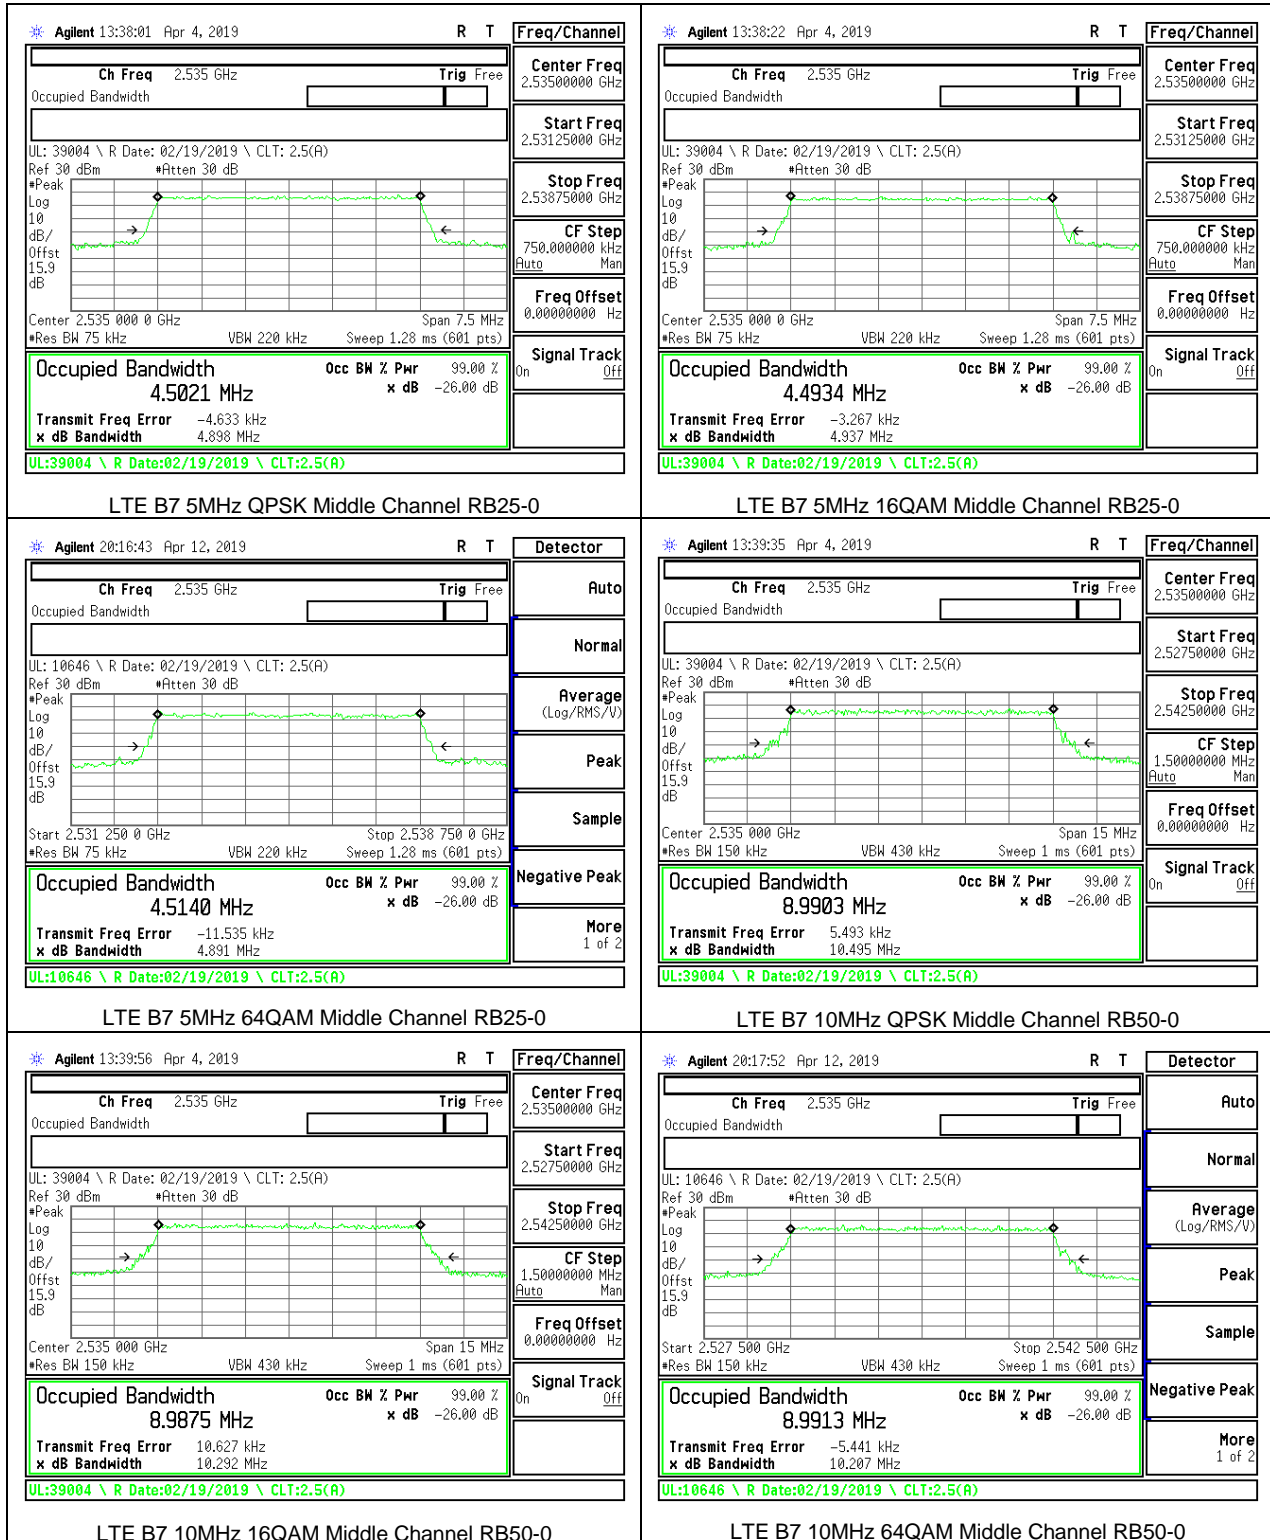 Agilent 13:38:01 Apr 4, 2019 R T Freq/Channel
Ch Freq 2.535 GHz Trig Free
Occupied Bandwidth
Center Freq
2.53500000 GHz
Start Freq
2.53125000 GHz
Stop Freq
2.53875000 GHz
CF Step
750.000000 kHz
Auto Man
Freq Offset
0.00000000 Hz
Signal Track
On Off
UL: 39004 \ R Date: 02/19/2019 \ CLT: 2.5(A)
Ref 30 dBm #Atten 30 dB
#Peak
Log
10
dB/
Offst
15.9
dB
Center 2.535 000 0 GHz Span 7.5 MHz
#Res BW 75 kHz VBW 220 kHz Sweep 1.28 ms (601 pts)
Occupied Bandwidth Occ BW % Pwr 99.00 %
4.5021 MHz x dB -26.00 dB
Transmit Freq Error -4.633 kHz
x dB Bandwidth 4.898 MHz
UL:39004 \ R Date:02/19/2019 \ CLT:2.5(A)
LTE B7 5MHz QPSK Middle Channel RB25-0
Agilent 13:38:22 Apr 4, 2019 R T Freq/Channel
Ch Freq 2.535 GHz Trig Free
Occupied Bandwidth
Center Freq
2.53500000 GHz
Start Freq
2.53125000 GHz
Stop Freq
2.53875000 GHz
CF Step
750.000000 kHz
Auto Man
Freq Offset
0.00000000 Hz
Signal Track
On Off
UL: 39004 \ R Date: 02/19/2019 \ CLT: 2.5(A)
Ref 30 dBm #Atten 30 dB
#Peak
Log
10
dB/
Offst
15.9
dB
Center 2.535 000 0 GHz Span 7.5 MHz
#Res BW 75 kHz VBW 220 kHz Sweep 1.28 ms (601 pts)
Occupied Bandwidth Occ BW % Pwr 99.00 %
4.4934 MHz x dB -26.00 dB
Transmit Freq Error -3.267 kHz
x dB Bandwidth 4.937 MHz
UL:39004 \ R Date:02/19/2019 \ CLT:2.5(A)
LTE B7 5MHz 16QAM Middle Channel RB25-0
Agilent 20:16:43 Apr 12, 2019 R T Detector
Ch Freq 2.535 GHz Trig Free
Occupied Bandwidth
Auto
Normal
Average
(Log/RMS/V)
Peak
Sample
Negative Peak
More
1 of 2
UL: 10646 \ R Date: 02/19/2019 \ CLT: 2.5(A)
Ref 30 dBm #Atten 30 dB
#Peak
Log
10
dB/
Offst
15.9
dB
Start 2.531 250 0 GHz Stop 2.538 750 0 GHz
#Res BW 75 kHz VBW 220 kHz Sweep 1.28 ms (601 pts)
Occupied Bandwidth Occ BW % Pwr 99.00 %
4.5140 MHz x dB -26.00 dB
Transmit Freq Error -11.535 kHz
x dB Bandwidth 4.891 MHz
UL:10646 \ R Date:02/19/2019 \ CLT:2.5(A)
LTE B7 5MHz 64QAM Middle Channel RB25-0
Agilent 13:39:35 Apr 4, 2019 R T Freq/Channel
Ch Freq 2.535 GHz Trig Free
Occupied Bandwidth
Center Freq
2.53500000 GHz
Start Freq
2.52750000 GHz
Stop Freq
2.54250000 GHz
CF Step
1.50000000 MHz
Auto Man
Freq Offset
0.00000000 Hz
Signal Track
On Off
UL: 39004 \ R Date: 02/19/2019 \ CLT: 2.5(A)
Ref 30 dBm #Atten 30 dB
#Peak
Log
10
dB/
Offst
15.9
dB
Center 2.535 000 GHz Span 15 MHz
#Res BW 150 kHz VBW 430 kHz Sweep 1 ms (601 pts)
Occupied Bandwidth Occ BW % Pwr 99.00 %
8.9903 MHz x dB -26.00 dB
Transmit Freq Error 5.493 kHz
x dB Bandwidth 10.495 MHz
UL:39004 \ R Date:02/19/2019 \ CLT:2.5(A)
LTE B7 10MHz QPSK Middle Channel RB50-0
Agilent 13:39:56 Apr 4, 2019 R T Freq/Channel
Ch Freq 2.535 GHz Trig Free
Occupied Bandwidth
Center Freq
2.53500000 GHz
Start Freq
2.52750000 GHz
Stop Freq
2.54250000 GHz
CF Step
1.50000000 MHz
Auto Man
Freq Offset
0.00000000 Hz
Signal Track
On Off
UL: 39004 \ R Date: 02/19/2019 \ CLT: 2.5(A)
Ref 30 dBm #Atten 30 dB
#Peak
Log
10
dB/
Offst
15.9
dB
Center 2.535 000 GHz Span 15 MHz
#Res BW 150 kHz VBW 430 kHz Sweep 1 ms (601 pts)
Occupied Bandwidth Occ BW % Pwr 99.00 %
8.9875 MHz x dB -26.00 dB
Transmit Freq Error 10.627 kHz
x dB Bandwidth 10.292 MHz
UL:39004 \ R Date:02/19/2019 \ CLT:2.5(A)
LTE B7 10MHz 16QAM Middle Channel RB50-0
Agilent 20:17:52 Apr 12, 2019 R T Detector
Ch Freq 2.535 GHz Trig Free
Occupied Bandwidth
Auto
Normal
Average
(Log/RMS/V)
Peak
Sample
Negative Peak
More
1 of 2
UL: 10646 \ R Date: 02/19/2019 \ CLT: 2.5(A)
Ref 30 dBm #Atten 30 dB
#Peak
Log
10
dB/
Offst
15.9
dB
Start 2.527 500 GHz Stop 2.542 500 GHz
#Res BW 150 kHz VBW 430 kHz Sweep 1 ms (601 pts)
Occupied Bandwidth Occ BW % Pwr 99.00 %
8.9913 MHz x dB -26.00 dB
Transmit Freq Error -5.441 kHz
x dB Bandwidth 10.207 MHz
UL:10646 \ R Date:02/19/2019 \ CLT:2.5(A)
LTE B7 10MHz 64QAM Middle Channel RB50-0